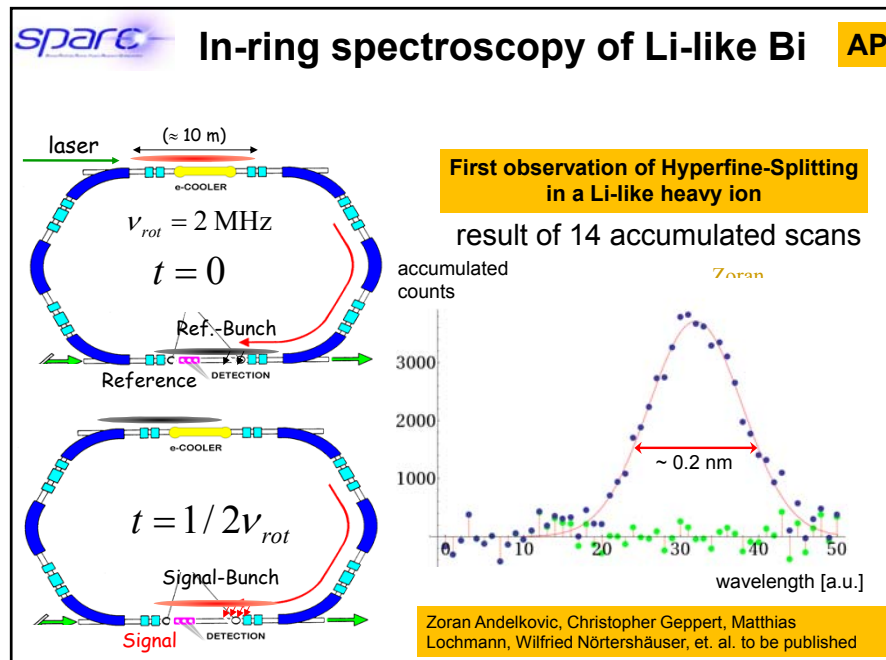 sparc
In-ring spectroscopy of Li-like Bi
AP
laser
(≈ 10 m)
e-COOLER
ν_rot = 2 MHz
t = 0
Ref.-Bunch
Reference
DETECTION
e-COOLER
t = 1/2ν_rot
Signal-Bunch
Signal
DETECTION
First observation of Hyperfine-Splitting
in a Li-like heavy ion
result of 14 accumulated scans
Zoran
accumulated
counts
3000
2000
1000
~ 0.2 nm
0 10 20 30 40 50
wavelength [a.u.]
Zoran Andelkovic, Christopher Geppert, Matthias
Lochmann, Wilfried Nörtershäuser, et. al. to be published